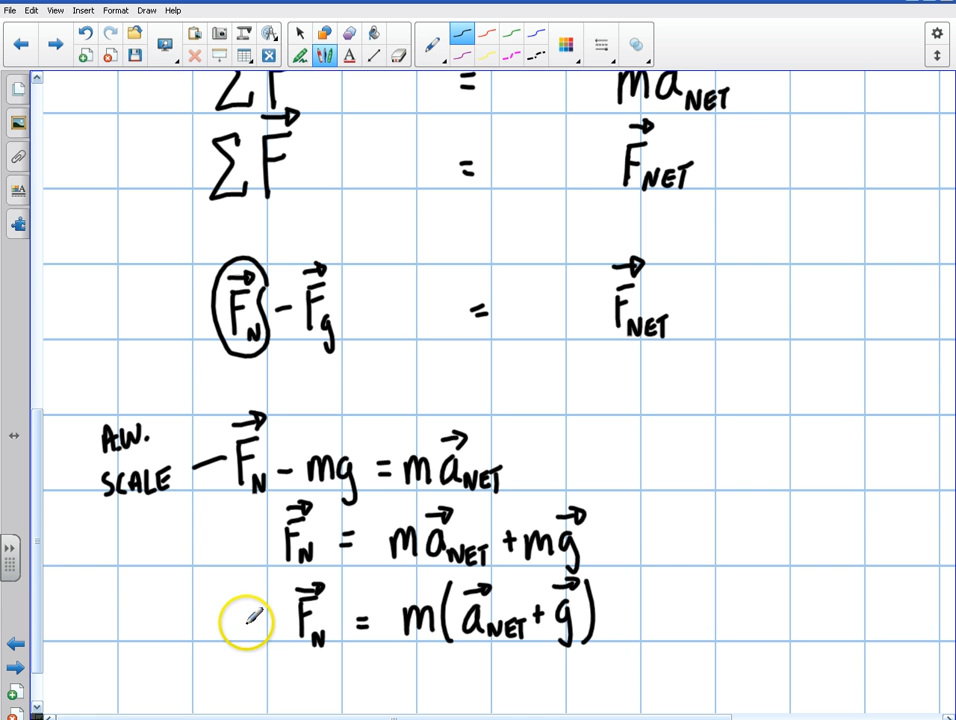 File Edit View Insert Format Draw Help
ΣF = ma_NET
ΣF⃗ = F⃗_NET
F⃗_N - F⃗_g = F⃗_NET
A.W.
SCALE — F⃗_N - mg = ma⃗_NET
F⃗_N = ma⃗_NET + mg⃗
F⃗_N = m(a⃗_NET + g⃗)